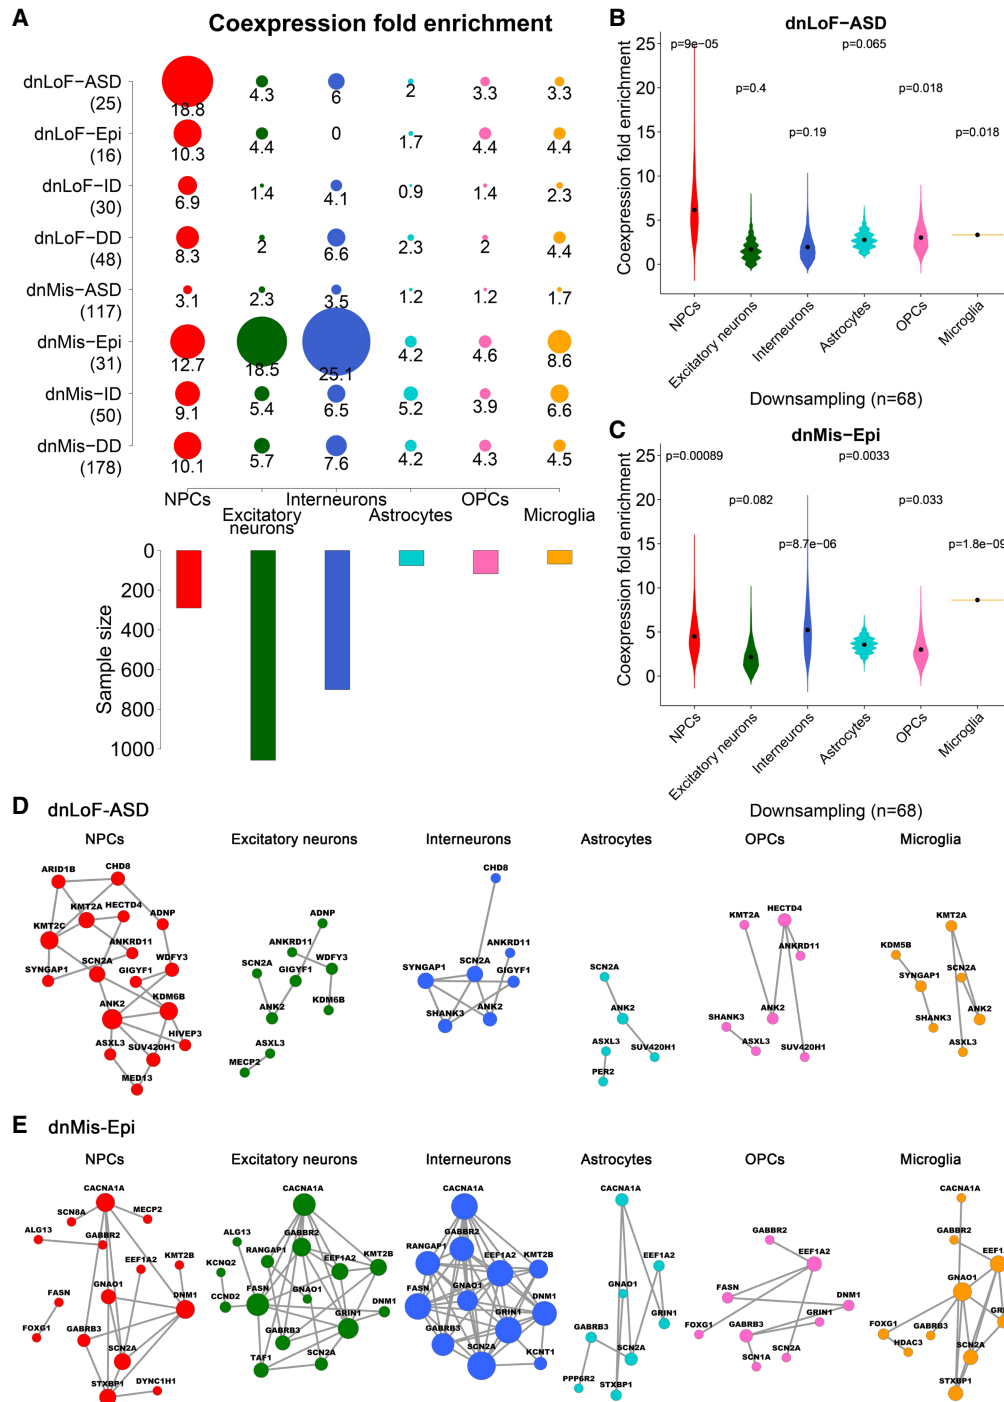 A
Coexpression fold enrichment
dnLoF−ASD
(25)
18.8
4.3
6
2
3.3
3.3
dnLoF−Epi
(16)
10.3
4.4
0
1.7
4.4
4.4
dnLoF−ID
(30)
6.9
1.4
4.1
0.9
1.4
2.3
dnLoF−DD
(48)
8.3
2
6.6
2.3
2
4.4
dnMis−ASD
(117)
3.1
2.3
3.5
1.2
1.2
1.7
dnMis−Epi
(31)
12.7
18.5
25.1
4.2
4.6
8.6
dnMis−ID
(50)
9.1
5.4
6.5
5.2
3.9
6.6
dnMis−DD
(178)
10.1
5.7
7.6
4.2
4.3
4.5
NPCs
Excitatory
neurons
Interneurons
Astrocytes
OPCs
Microglia
Sample size
0
200
400
600
800
1000
B
dnLoF−ASD
Coexpression fold enrichment
25
20
15
10
5
0
p=9e−05
p=0.4
p=0.19
p=0.065
p=0.018
p=0.018
NPCs
Excitatory neurons
Interneurons
Astrocytes
OPCs
Microglia
Downsampling (n=68)
C
dnMis−Epi
Coexpression fold enrichment
25
20
15
10
5
0
p=0.00089
p=0.082
p=8.7e−06
p=0.0033
p=0.033
p=1.8e−09
NPCs
Excitatory neurons
Interneurons
Astrocytes
OPCs
Microglia
Downsampling (n=68)
D
dnLoF-ASD
NPCs
ARID1B
CHD8
KMT2A
HECTD4
ADNP
KMT2C
ANKRD11
SCN2A
WDFY3
SYNGAP1
GIGYF1
ANK2
KDM6B
HIVEP3
ASXL3
SUV420H1
MED13
Excitatory neurons
ADNP
ANKRD11
WDFY3
SCN2A
GIGYF1
KDM6B
ANK2
ASXL3
MECP2
Interneurons
CHD8
ANKRD11
SCN2A
SYNGAP1
GIGYF1
SHANK3
ANK2
Astrocytes
SCN2A
ANK2
SUV420H1
ASXL3
PER2
OPCs
KMT2A
HECTD4
ANKRD11
ANK2
SHANK3
ASXL3
SUV420H1
Microglia
KMT2A
KDM5B
SYNGAP1
SCN2A
SHANK3
ANK2
ASXL3
E
dnMis-Epi
NPCs
CACNA1A
SCN8A
MECP2
ALG13
GABBR2
EEF1A2
KMT2B
GNAO1
FASN
DNM1
FOXG1
GABRB3
SCN2A
STXBP1
DYNC1H1
Excitatory neurons
CACNA1A
ALG13
GABBR2
RANGAP1
EEF1A2
KMT2B
KCNQ2
FASN
GNAO1
CCND2
DNM1
GRIN1
GABRB3
SCN2A
TAF1
Interneurons
CACNA1A
GABBR2
RANGAP1
EEF1A2
KMT2B
FASN
GNAO1
DNM1
GRIN1
GABRB3
SCN2A
KCNT1
Astrocytes
CACNA1A
EEF1A2
GNAO1
GRIN1
GABRB3
SCN2A
PPP6R2
STXBP1
OPCs
GABBR2
EEF1A2
FASN
DNM1
GRIN1
FOXG1
GABRB3
SCN2A
SCN1A
Microglia
CACNA1A
GABBR2
EEF1
GNAO1
GR
FOXG1
GABRB3
HDAC3
SCN2A
STXBP1